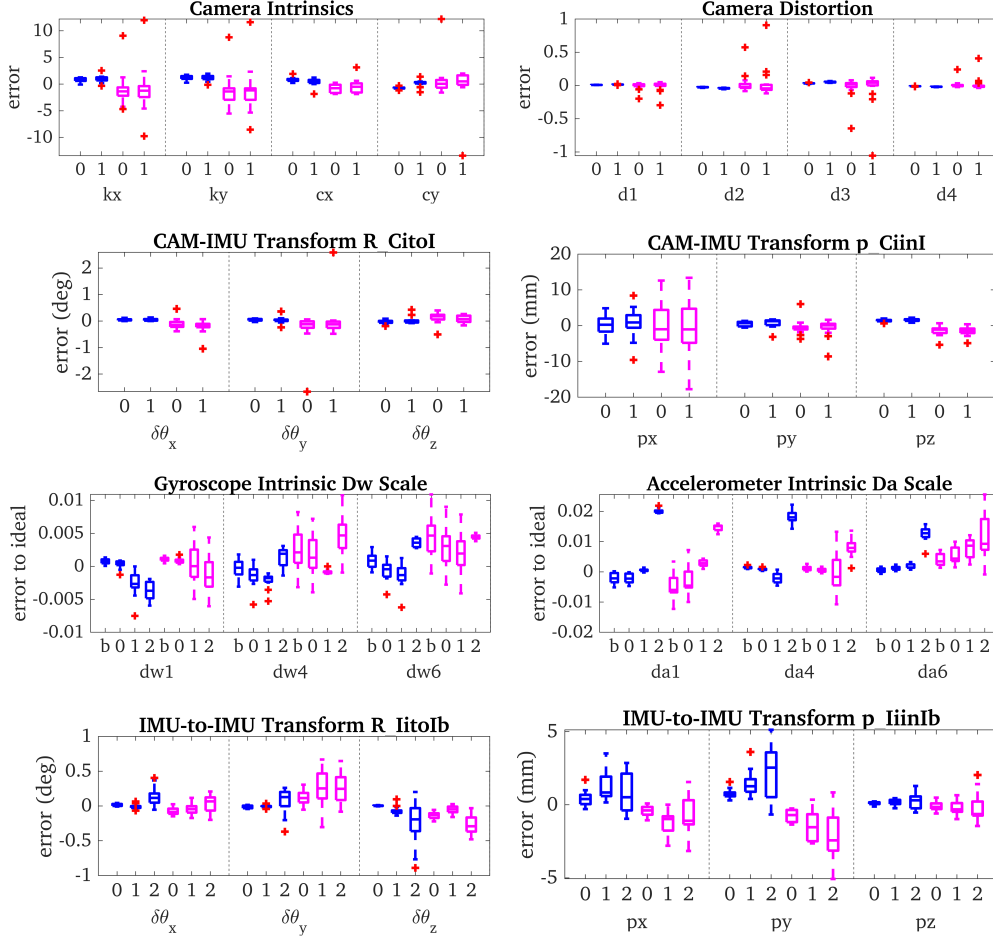 Camera Intrinsics
error
10
5
0
-5
-10
0 1 0 1 0 1 0 1 0 1 0 1 0 1 0 1
kx ky cx cy
Camera Distortion
error
1
0.5
0
-0.5
-1
0 1 0 1 0 1 0 1 0 1 0 1 0 1 0 1
d1 d2 d3 d4
CAM-IMU Transform R_CitoI
error (deg)
2
1
0
-1
-2
0 1 0 1 0 1 0 1 0 1 0 1
δθx δθy δθz
CAM-IMU Transform p_CiinI
error (mm)
20
10
0
-10
-20
0 1 0 1 0 1 0 1 0 1 0 1
px py pz
Gyroscope Intrinsic Dw Scale
error to ideal
0.01
0.005
0
-0.005
-0.01
b 0 1 2 b 0 1 2 b 0 1 2 b 0 1 2 b 0 1 2 b 0 1 2
dw1 dw4 dw6
Accelerometer Intrinsic Da Scale
error to ideal
0.02
0.01
0
-0.01
-0.02
b 0 1 2 b 0 1 2 b 0 1 2 b 0 1 2 b 0 1 2 b 0 1 2
da1 da4 da6
IMU-to-IMU Transform R_IitoIb
error (deg)
1
0.5
0
-0.5
-1
0 1 2 0 1 2 0 1 2 0 1 2 0 1 2 0 1 2
δθx δθy δθz
IMU-to-IMU Transform p_IiinIb
error (mm)
5
0
-5
0 1 2 0 1 2 0 1 2 0 1 2 0 1 2 0 1 2
px py pz